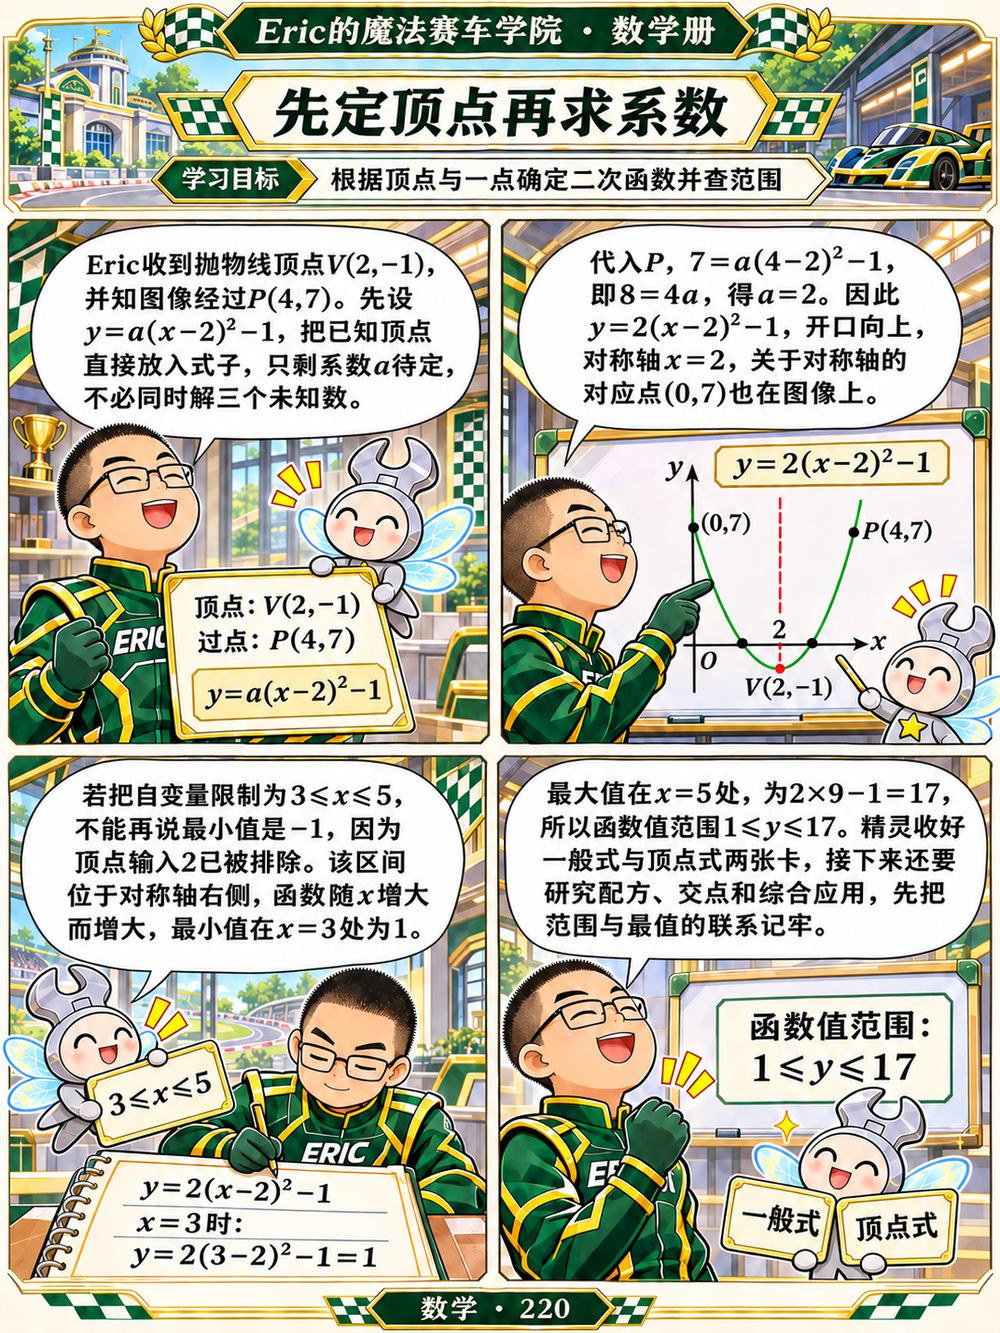 Eric的魔法赛车学院·数学册
先定顶点再求系数
学习目标
根据顶点与一点确定二次函数并查范围
Eric收到抛物线顶点V(2,−1),
并知图像经过P(4,7)。先设
y=a(x−2)²−1，把已知顶点
直接放入式子，只剩系数a待定，
不必同时解三个未知数。
ERIC
顶点：V(2,−1)
过点：P(4,7)
y=a(x−2)²−1
代入P，7=a(4−2)²−1，
即8=4a，得a=2。因此
y=2(x−2)²−1，开口向上，
对称轴x=2，关于对称轴的
对应点(0,7)也在图像上。
y
y=2(x−2)²−1
(0,7)
P(4,7)
2
x
O
V(2,−1)
若把自变量限制为3≤x≤5，
不能再说最小值是−1，因为
顶点输入2已被排除。该区间
位于对称轴右侧，函数随x增大
而增大，最小值在x=3处为1。
3≤x≤5
ERIC
y=2(x−2)²−1
x=3时：
y=2(3−2)²−1=1
最大值在x=5处，为2×9−1=17，
所以函数值范围1≤y≤17。精灵收好
一般式与顶点式两张卡，接下来还要
研究配方、交点和综合应用，先把
范围与最值的联系记牢。
函数值范围：
1≤y≤17
一般式
顶点式
数学·220